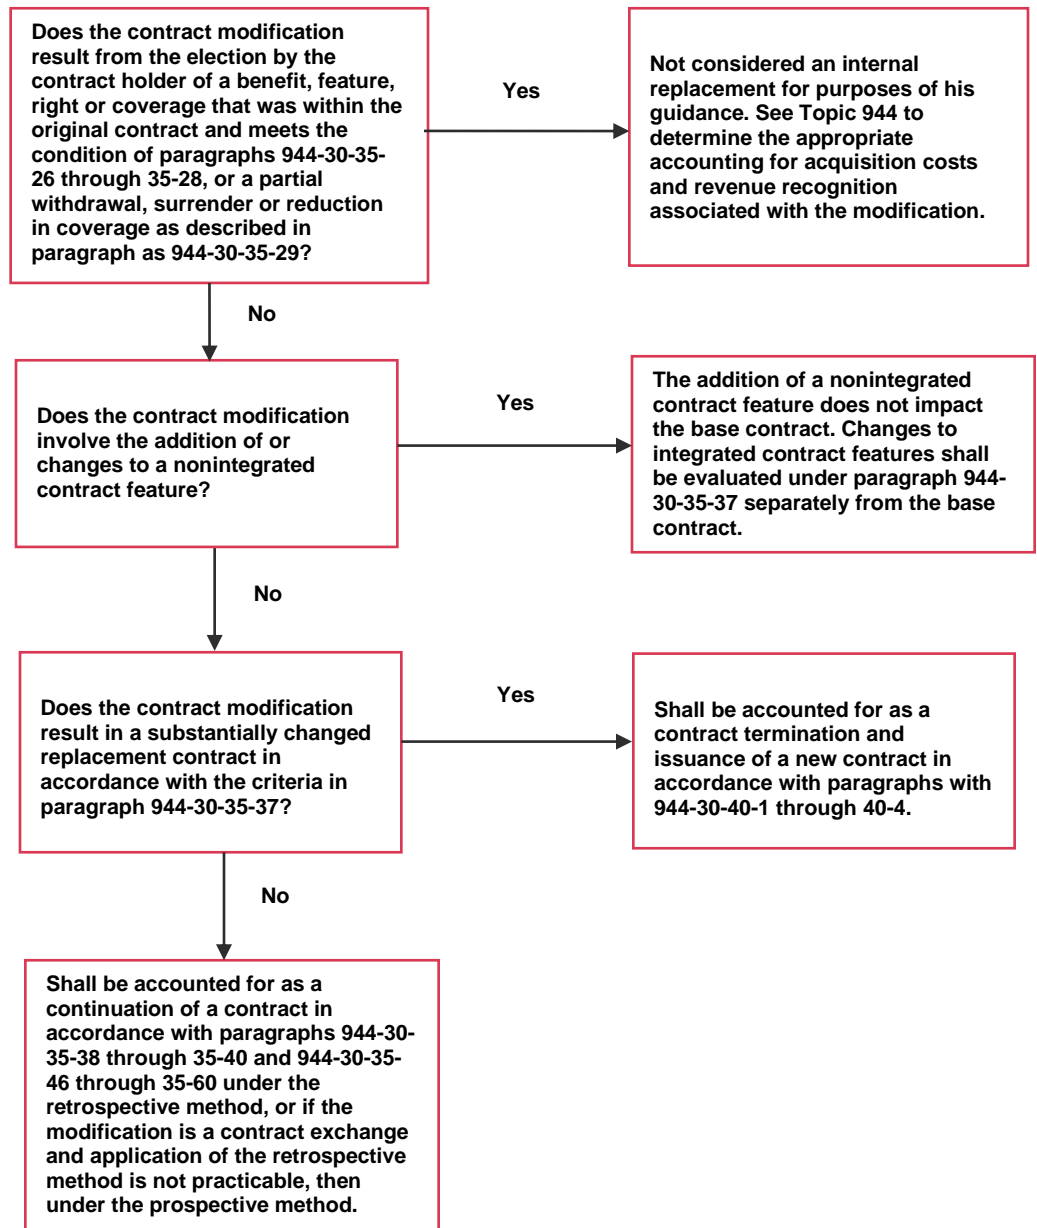 Does the contract modification
result from the election by the
contract holder of a benefit, feature,
right or coverage that was within the
original contract and meets the
condition of paragraphs 944-30-35-
26 through 35-28, or a partial
withdrawal, surrender or reduction
in coverage as described in
paragraph as 944-30-35-29?
Yes
Not considered an internal
replacement for purposes of his
guidance. See Topic 944 to
determine the appropriate
accounting for acquisition costs
and revenue recognition
associated with the modification.
No
Does the contract modification
involve the addition of or
changes to a nonintegrated
contract feature?
Yes
The addition of a nonintegrated
contract feature does not impact
the base contract. Changes to
integrated contract features shall
be evaluated under paragraph 944-
30-35-37 separately from the base
contract.
No
Does the contract modification
result in a substantially changed
replacement contract in
accordance with the criteria in
paragraph 944-30-35-37?
Yes
Shall be accounted for as a
contract termination and
issuance of a new contract in
accordance with paragraphs with
944-30-40-1 through 40-4.
No
Shall be accounted for as a
continuation of a contract in
accordance with paragraphs 944-30-
35-38 through 35-40 and 944-30-35-
46 through 35-60 under the
retrospective method, or if the
modification is a contract exchange
and application of the retrospective
method is not practicable, then
under the prospective method.